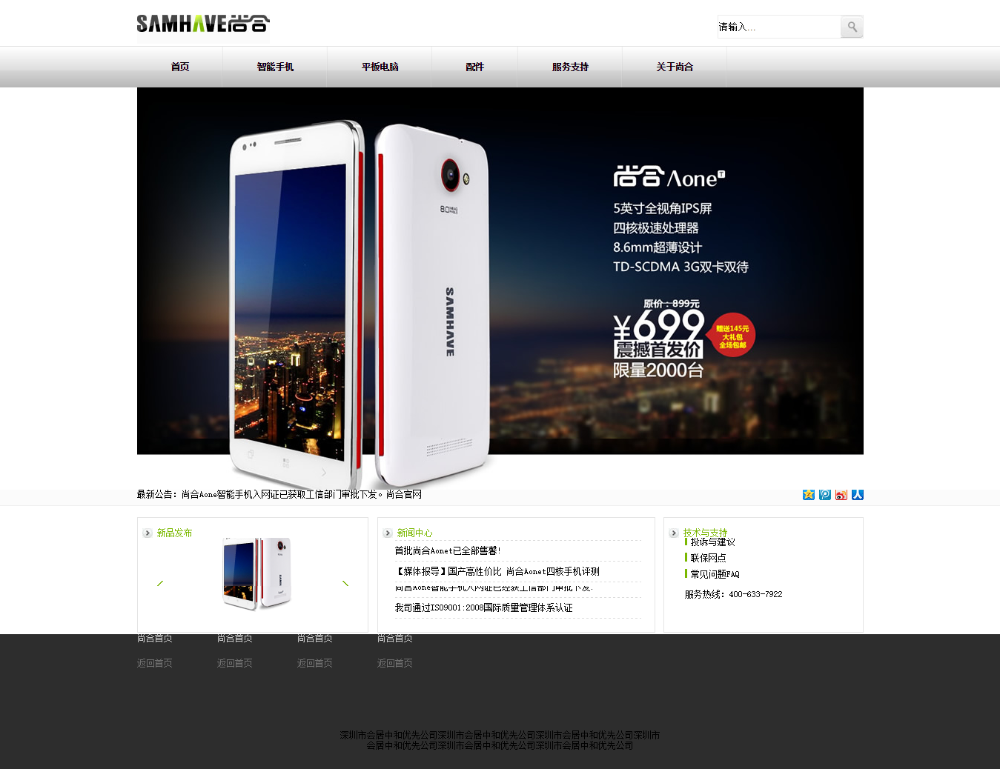 SAMHAVE尚合
请输入...
首页 智能手机 平板电脑 配件 服务支持 关于尚合
尚合 Aone T
5英寸全视角IPS屏
四核极速处理器
8.6mm超薄设计
TD-SCDMA 3G双卡双待
原价：899元
¥699
震撼首发价
限量2000台
赠送145元
大礼包
全场包邮
8.0 MEGA PIXELS
SAMHAVE
最新公告：尚合Aone智能手机入网证已获取工信部门审批下发。尚合官网
新品发布
新闻中心
首批尚合Aonet已全部售馨!
【媒体报导】国产高性价比 尚合Aonet四核手机评测
尚合Aone智能手机入网证已经获工信部门审批下发.
我司通过ISO9001:2008国际质量管理体系认证
技术与支持
投诉与建议
联保网点
常见问题FAQ
服务热线：400-633-7922
尚合首页 尚合首页 尚合首页 尚合首页
返回首页 返回首页 返回首页 返回首页
深圳市会居中和优先公司深圳市会居中和优先公司深圳市会居中和优先公司深圳市
会居中和优先公司深圳市会居中和优先公司深圳市会居中和优先公司